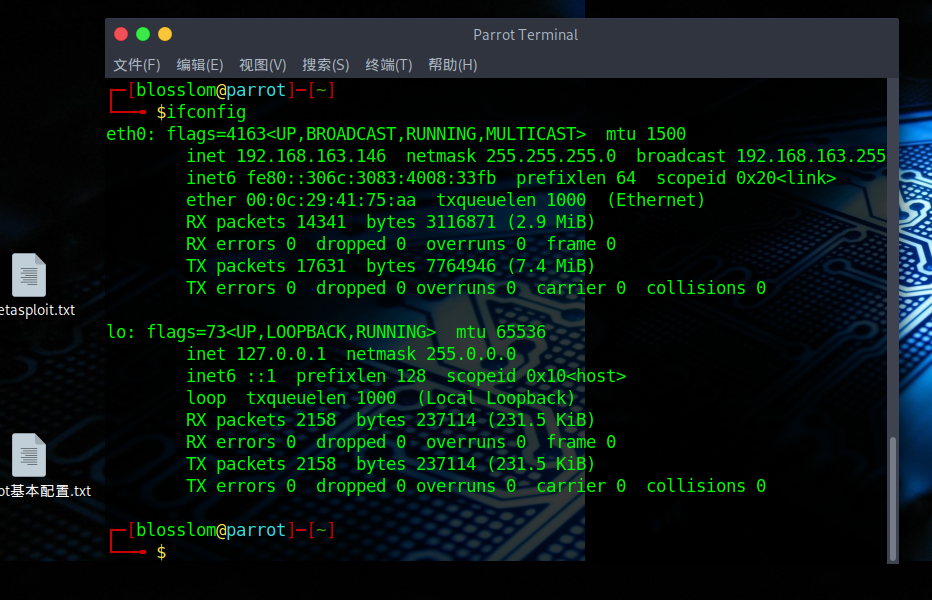 Parrot Terminal
文件(F) 编辑(E) 视图(V) 搜索(S) 终端(T) 帮助(H)
[blosslom@parrot]-[~]
$ifconfig
eth0: flags=4163<UP,BROADCAST,RUNNING,MULTICAST> mtu 1500
inet 192.168.163.146 netmask 255.255.255.0 broadcast 192.168.163.255
inet6 fe80::306c:3083:4008:33fb prefixlen 64 scopeid 0x20<link>
ether 00:0c:29:41:75:aa txqueuelen 1000 (Ethernet)
RX packets 14341 bytes 3116871 (2.9 MiB)
RX errors 0 dropped 0 overruns 0 frame 0
TX packets 17631 bytes 7764946 (7.4 MiB)
TX errors 0 dropped 0 overruns 0 carrier 0 collisions 0
lo: flags=73<UP,LOOPBACK,RUNNING> mtu 65536
inet 127.0.0.1 netmask 255.0.0.0
inet6 ::1 prefixlen 128 scopeid 0x10<host>
loop txqueuelen 1000 (Local Loopback)
RX packets 2158 bytes 237114 (231.5 KiB)
RX errors 0 dropped 0 overruns 0 frame 0
TX packets 2158 bytes 237114 (231.5 KiB)
TX errors 0 dropped 0 overruns 0 carrier 0 collisions 0
[blosslom@parrot]-[~]
$
etasploit.txt
ot基本配置.txt